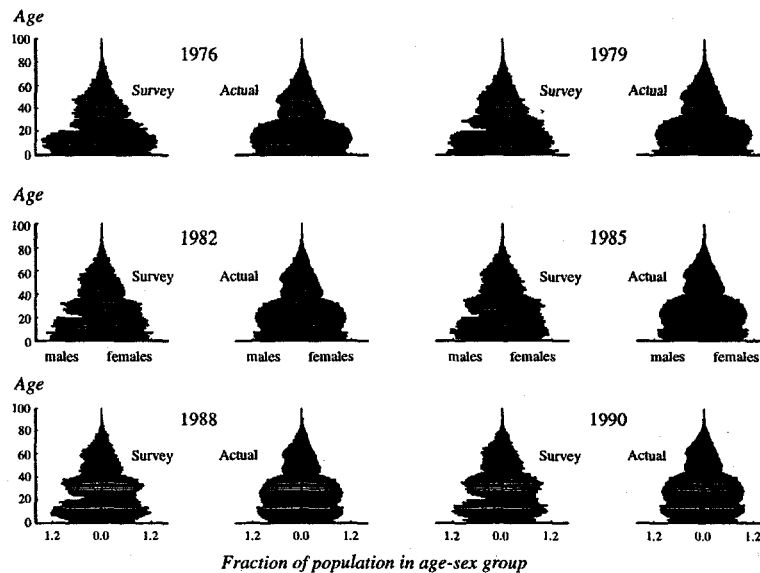 Age
100
80
60
40
20
0
1976
Survey
Actual
1979
Survey
Actual
Age
100
80
60
40
20
0
1982
Survey
Actual
1985
Survey
Actual
males females
males females
males females
males females
Age
100
80
60
40
20
0
1988
Survey
Actual
1990
Survey
Actual
1.2 0.0 1.2
1.2 0.0 1.2
1.2 0.0 1.2
1.2 0.0 1.2
Fraction of population in age-sex group